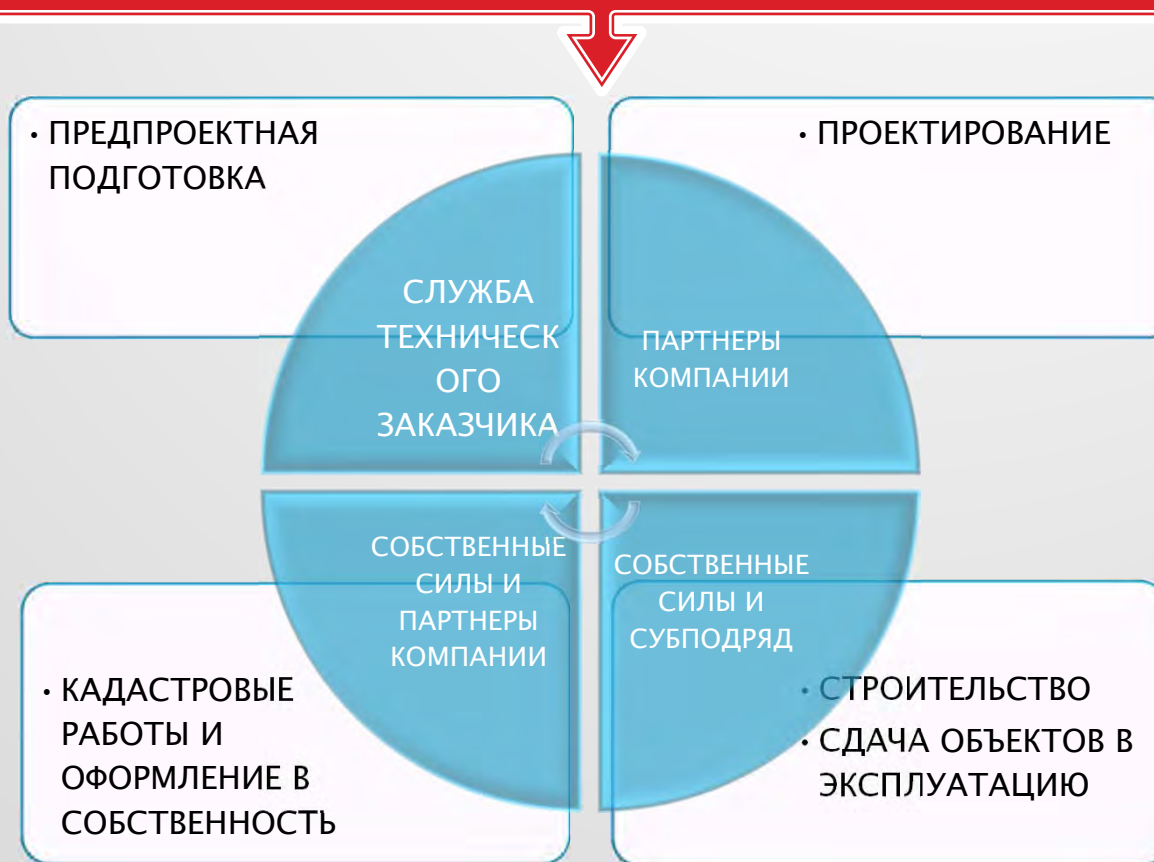 • ПРЕДПРОЕКТНАЯ
ПОДГОТОВКА
• ПРОЕКТИРОВАНИЕ
СЛУЖБА
ТЕХНИЧЕСК
ОГО
ЗАКАЗЧИКА
ПАРТНЕРЫ
КОМПАНИИ
СОБСТВЕННЫЕ
СИЛЫ И
ПАРТНЕРЫ
КОМПАНИИ
СОБСТВЕННЫЕ
СИЛЫ И
СУБПОДРЯД
• КАДАСТРОВЫЕ
РАБОТЫ И
ОФОРМЛЕНИЕ В
СОБСТВЕННОСТЬ
• СТРОИТЕЛЬСТВО
• СДАЧА ОБЪЕКТОВ В
ЭКСПЛУАТАЦИЮ